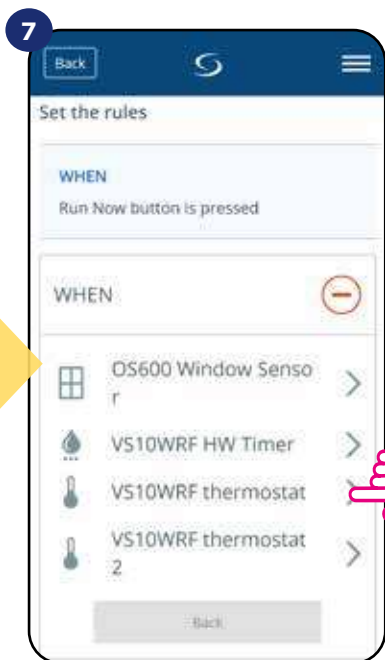 7
Back
Set the rules
WHEN
Run Now button is pressed
WHEN
OS600 Window Senso
r
VS10WRF HW Timer
VS10WRF thermostat
VS10WRF thermostat
2
Back